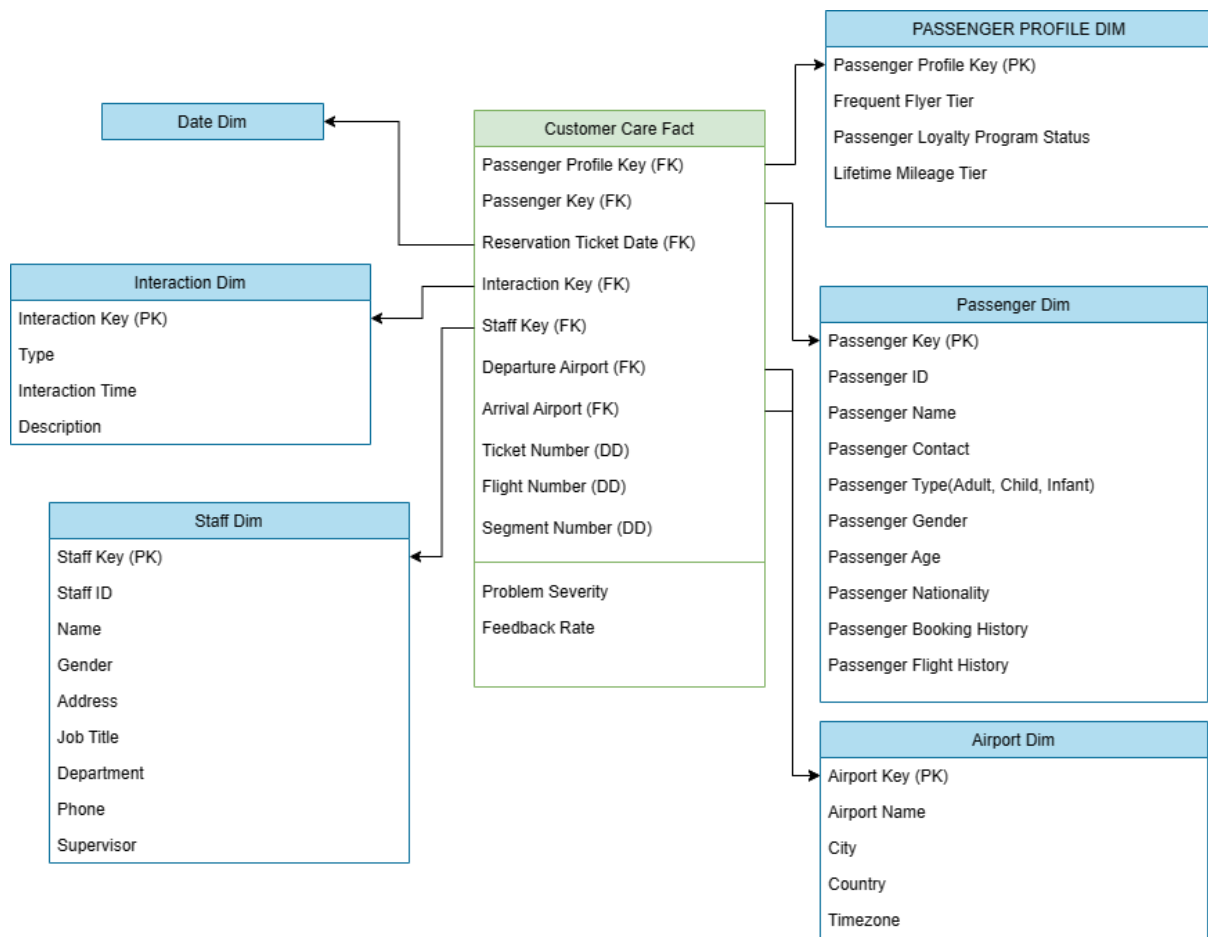 PASSENGER PROFILE DIM
Passenger Profile Key (PK)
Frequent Flyer Tier
Passenger Loyalty Program Status
Lifetime Mileage Tier
Date Dim
Customer Care Fact
Passenger Profile Key (FK)
Passenger Key (FK)
Reservation Ticket Date (FK)
Interaction Key (FK)
Staff Key (FK)
Departure Airport (FK)
Arrival Airport (FK)
Ticket Number (DD)
Flight Number (DD)
Segment Number (DD)
Problem Severity
Feedback Rate
Interaction Dim
Interaction Key (PK)
Type
Interaction Time
Description
Passenger Dim
Passenger Key (PK)
Passenger ID
Passenger Name
Passenger Contact
Passenger Type(Adult, Child, Infant)
Passenger Gender
Passenger Age
Passenger Nationality
Passenger Booking History
Passenger Flight History
Staff Dim
Staff Key (PK)
Staff ID
Name
Gender
Address
Job Title
Department
Phone
Supervisor
Airport Dim
Airport Key (PK)
Airport Name
City
Country
Timezone